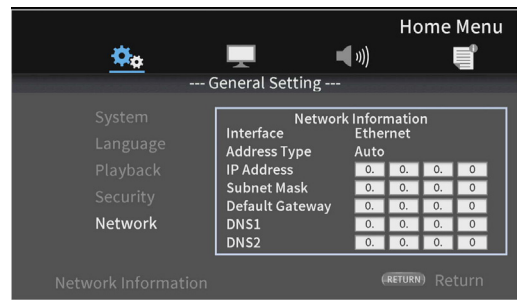 Home Menu
--- General Setting ---
System
Language
Playback
Security
Network
Network Information
Interface Ethernet
Address Type Auto
IP Address 0. 0. 0. 0
Subnet Mask 0. 0. 0. 0
Default Gateway 0. 0. 0. 0
DNS1 0. 0. 0. 0
DNS2 0. 0. 0. 0
Network Information
RETURN Return